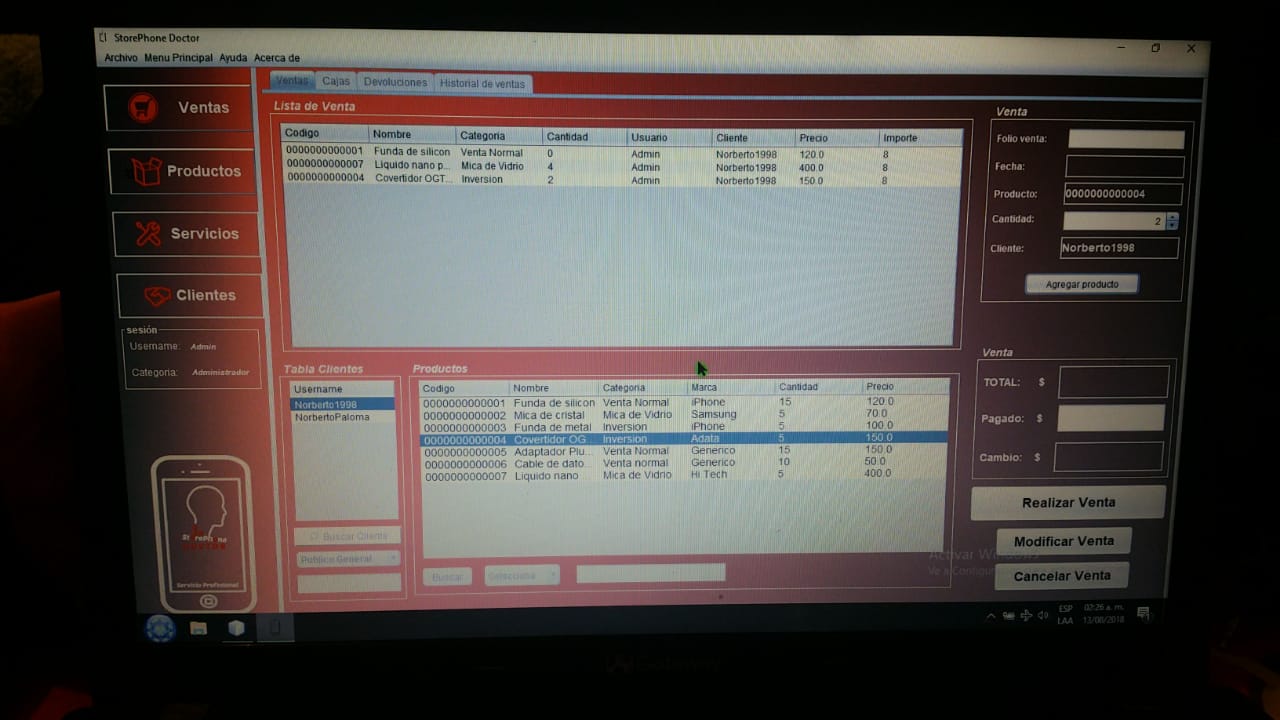 StorePhone Doctor
Archivo Menu Principal Ayuda Acerca de
Ventas
Productos
Servicios
Clientes
sesión
Username: Admin
Categoria: Administrador
StorePhone
DOCTOR
Servicio Profesional
Ventas Cajas Devoluciones Historial de ventas
Lista de Venta
Codigo Nombre Categoria Cantidad Usuario Cliente Precio Importe
0000000000001 Funda de silicon Venta Normal 0 Admin Norberto1998 120.0 8
0000000000007 Liquido nano p... Mica de Vidrio 4 Admin Norberto1998 400.0 8
0000000000004 Covertidor OGT... Inversion 2 Admin Norberto1998 150.0 8
Tabla Clientes
Username
Norberto1998
NorbertoPaloma
Buscar Cliente
Publico General
Productos
Codigo Nombre Categoria Marca Cantidad Precio
0000000000001 Funda de silicon Venta Normal iPhone 15 120.0
0000000000002 Mica de cristal Mica de Vidrio Samsung 5 70.0
0000000000003 Funda de metal Inversion iPhone 5 100.0
0000000000004 Covertidor OG... Inversion Adata 5 150.0
0000000000005 Adaptador Plu... Venta Normal Generico 15 150.0
0000000000006 Cable de dato... Venta normal Generico 10 50.0
0000000000007 Liquido nano Mica de Vidrio Hi Tech 5 400.0
Buscar Selecciona
Venta
Folio venta:
Fecha:
Producto: 0000000000004
Cantidad: 2
Cliente: Norberto1998
Agregar producto
Venta
TOTAL: $
Pagado: $
Cambio: $
Realizar Venta
Modificar Venta
Cancelar Venta
Activar Windows
Ve a Configur
ESP 02:26 a. m.
LAA 13/08/2018
Gateway